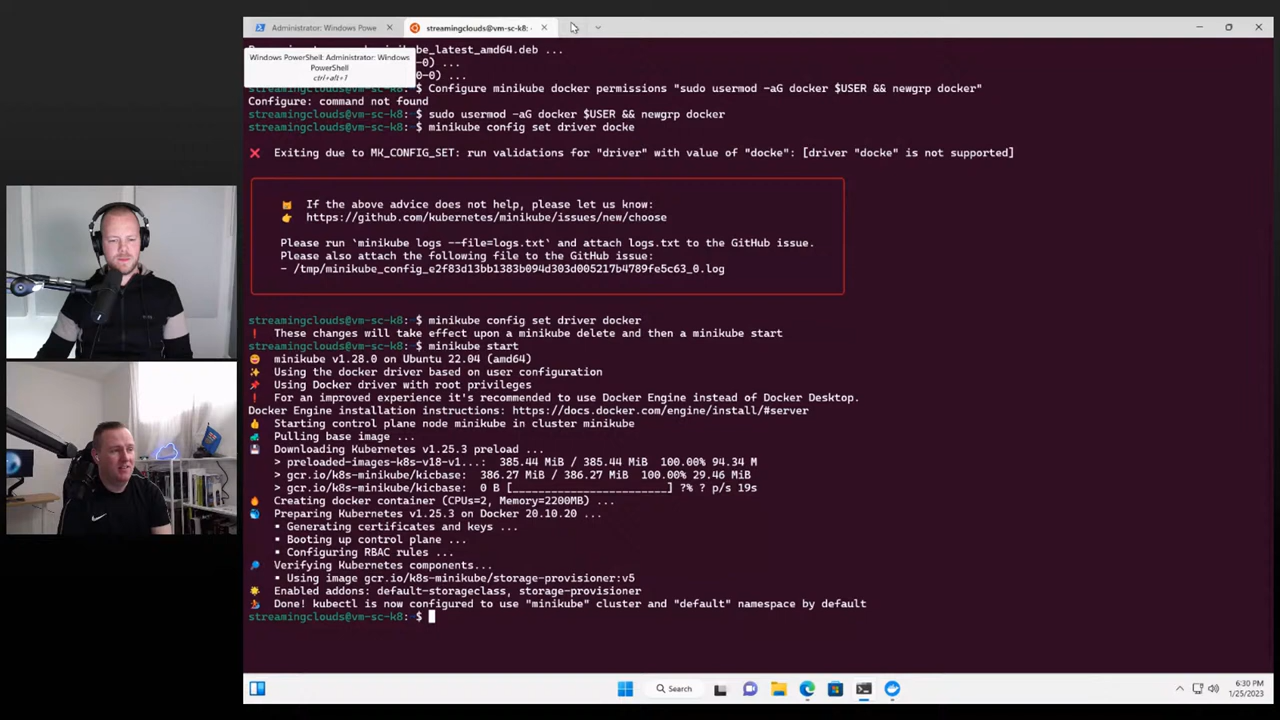 Administrator: Windows Powe
streamingclouds@vm-sc-k8:
minikube_latest_amd64.deb ...
Windows PowerShell: Administrator: Windows
PowerShell
ctrl+alt+1
-0) ...
-0) ...
streamingclouds@vm-sc-k8: $ Configure minikube docker permissions "sudo usermod -aG docker $USER && newgrp docker"
Configure: command not found
streamingclouds@vm-sc-k8: $ sudo usermod -aG docker $USER && newgrp docker
streamingclouds@vm-sc-k8: $ minikube config set driver docke
Exiting due to MK_CONFIG_SET: run validations for "driver" with value of "docke": [driver "docke" is not supported]
If the above advice does not help, please let us know:
https://github.com/kubernetes/minikube/issues/new/choose
Please run `minikube logs --file=logs.txt` and attach logs.txt to the GitHub issue.
Please also attach the following file to the GitHub issue:
- /tmp/minikube_config_e2f83d13bb1383b094d303d005217b4789fe5c63_0.log
streamingclouds@vm-sc-k8: $ minikube config set driver docker
! These changes will take effect upon a minikube delete and then a minikube start
streamingclouds@vm-sc-k8: $ minikube start
minikube v1.28.0 on Ubuntu 22.04 (amd64)
Using the docker driver based on user configuration
Using Docker driver with root privileges
! For an improved experience it's recommended to use Docker Engine instead of Docker Desktop.
Docker Engine installation instructions: https://docs.docker.com/engine/install/#server
Starting control plane node minikube in cluster minikube
Pulling base image ...
Downloading Kubernetes v1.25.3 preload ...
> preloaded-images-k8s-v18-v1...: 385.44 MiB / 385.44 MiB 100.00% 94.34 M
> gcr.io/k8s-minikube/kicbase: 386.27 MiB / 386.27 MiB 100.00% 29.46 MiB
> gcr.io/k8s-minikube/kicbase: 0 B [________________________] ?% ? p/s 19s
Creating docker container (CPUs=2, Memory=2200MB) ...
Preparing Kubernetes v1.25.3 on Docker 20.10.20 ...
▪ Generating certificates and keys ...
▪ Booting up control plane ...
▪ Configuring RBAC rules ...
Verifying Kubernetes components...
▪ Using image gcr.io/k8s-minikube/storage-provisioner:v5
Enabled addons: default-storageclass, storage-provisioner
Done! kubectl is now configured to use "minikube" cluster and "default" namespace by default
streamingclouds@vm-sc-k8: $
Search
6:30 PM
1/25/2023